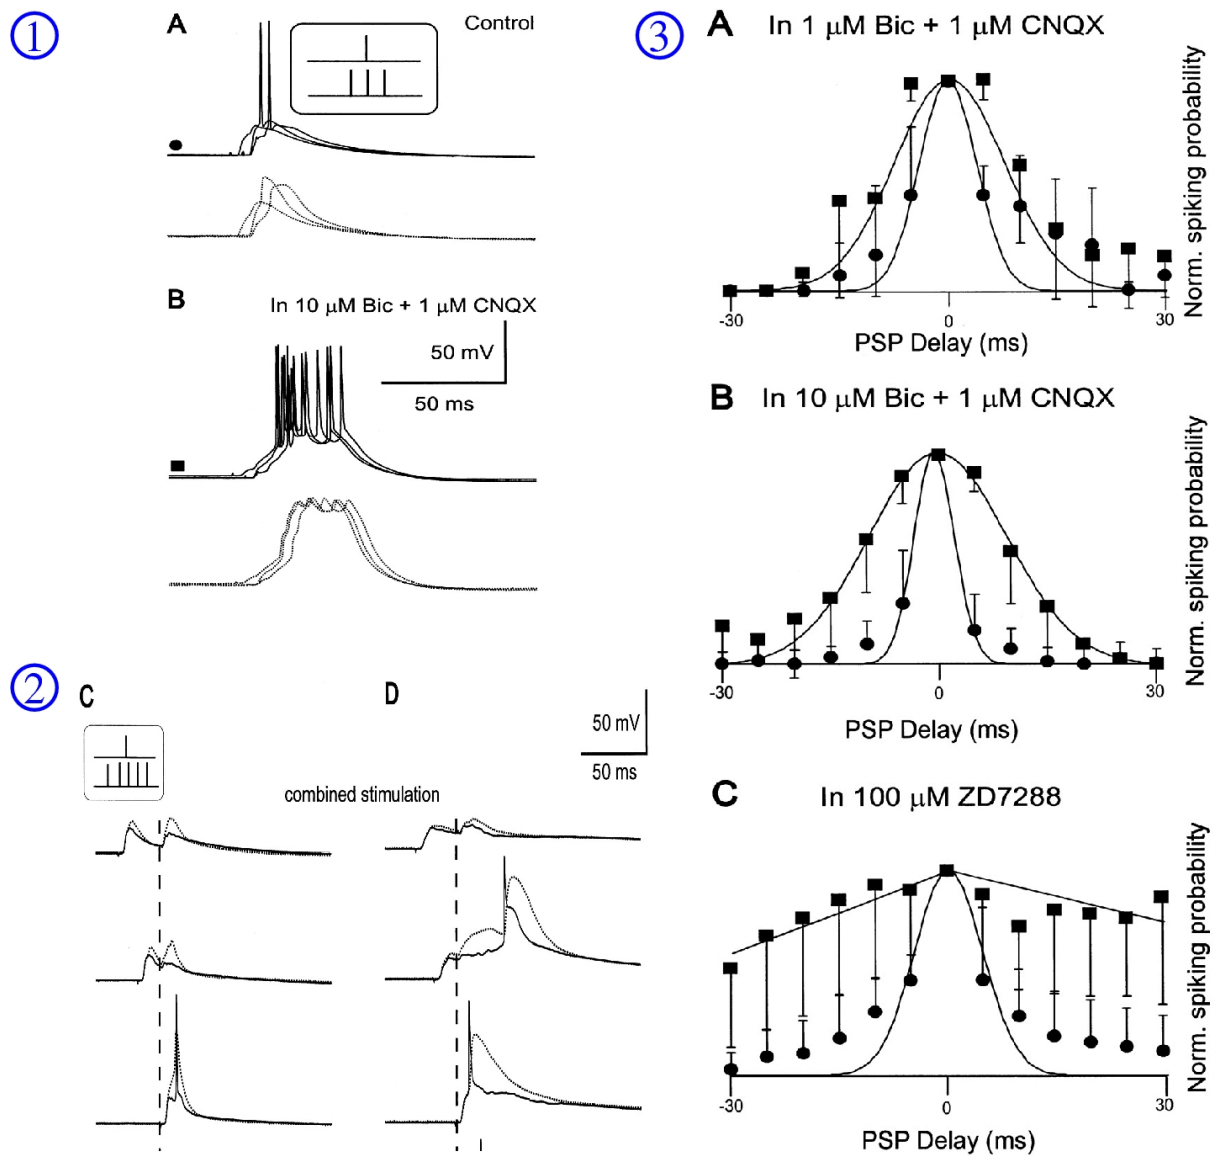 1
A
Control
B
In 10 μM Bic + 1 μM CNQX
50 mV
50 ms
2
C
D
50 mV
50 ms
combined stimulation
3
A
In 1 μM Bic + 1 μM CNQX
Norm. spiking probability
-30
0
30
PSP Delay (ms)
B
In 10 μM Bic + 1 μM CNQX
Norm. spiking probability
-30
0
30
PSP Delay (ms)
C
In 100 μM ZD7288
Norm. spiking probability
-30
0
30
PSP Delay (ms)